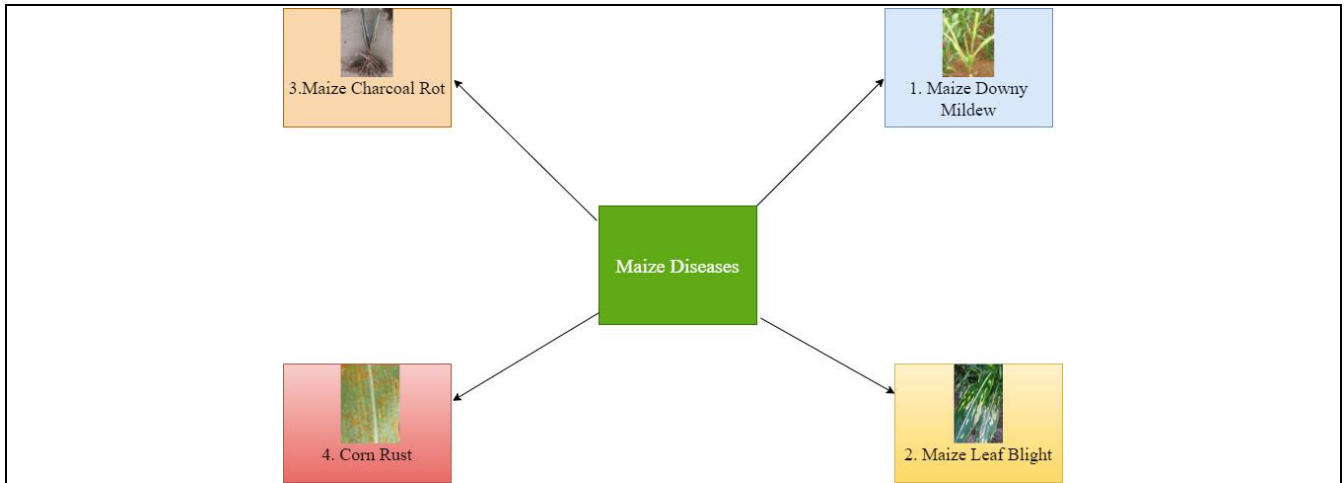 3.Maize Charcoal Rot
1. Maize Downy
Mildew
Maize Diseases
4. Corn Rust
2. Maize Leaf Blight